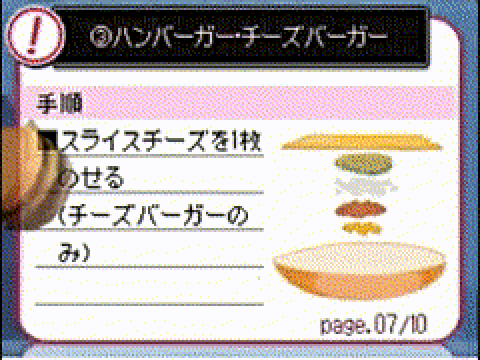 ③ハンバーガー・チーズバーガー
手順
■スライスチーズを1枚
のせる
(チーズバーガーの
み)
page.07/10